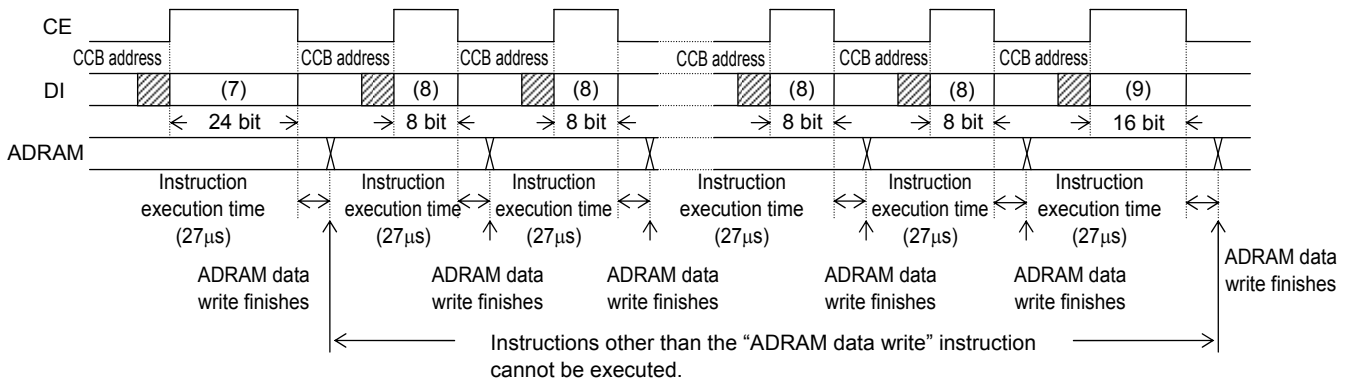 CE
CCB address CCB address CCB address CCB address CCB address CCB address
DI (7) (8) (8) (8) (8) (9)
24 bit 8 bit 8 bit 8 bit 8 bit 16 bit
ADRAM
Instruction Instruction Instruction Instruction Instruction Instruction
execution time execution time execution time execution time execution time execution time
(27μs) (27μs) (27μs) (27μs) (27μs) (27μs)
ADRAM data ADRAM data ADRAM data ADRAM data ADRAM data ADRAM data
write finishes write finishes write finishes write finishes write finishes write finishes
Instructions other than the “ADRAM data write” instruction
cannot be executed.